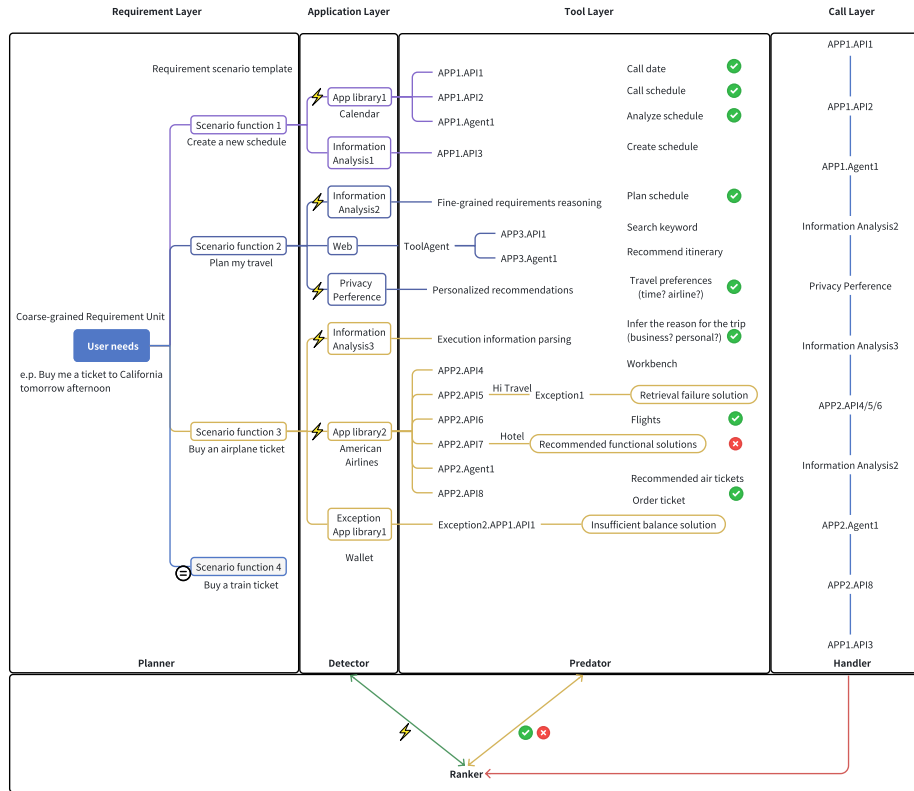 Requirement Layer
Application Layer
Tool Layer
Call Layer
Requirement scenario template
Scenario function 1
Create a new schedule
Scenario function 2
Plan my travel
Coarse-grained Requirement Unit
User needs
e.p. Buy me a ticket to California
tomorrow afternoon
Scenario function 3
Buy an airplane ticket
Scenario function 4
Buy a train ticket
Planner
App library1
Calendar
Information
Analysis1
Information
Analysis2
Web
Privacy
Perference
Information
Analysis3
App library2
American
Airlines
Exception
App library1
Wallet
Detector
APP1.API1
Call date
APP1.API2
Call schedule
APP1.Agent1
Analyze schedule
APP1.API3
Create schedule
Fine-grained requirements reasoning
Plan schedule
ToolAgent
APP3.API1
Search keyword
APP3.Agent1
Recommend itinerary
Personalized recommendations
Travel preferences
(time? airline?)
Execution information parsing
Infer the reason for the trip
(business? personal?)
APP2.API4
Workbench
APP2.API5
Hi Travel
Exception1
Retrieval failure solution
APP2.API6
Flights
APP2.API7
Hotel
Recommended functional solutions
APP2.Agent1
Recommended air tickets
APP2.API8
Order ticket
Exception2.APP1.API1
Insufficient balance solution
Predator
APP1.API1
APP1.API2
APP1.Agent1
Information Analysis2
Privacy Perference
Information Analysis3
APP2.API4/5/6
Information Analysis2
APP2.Agent1
APP2.API8
APP1.API3
Handler
Ranker